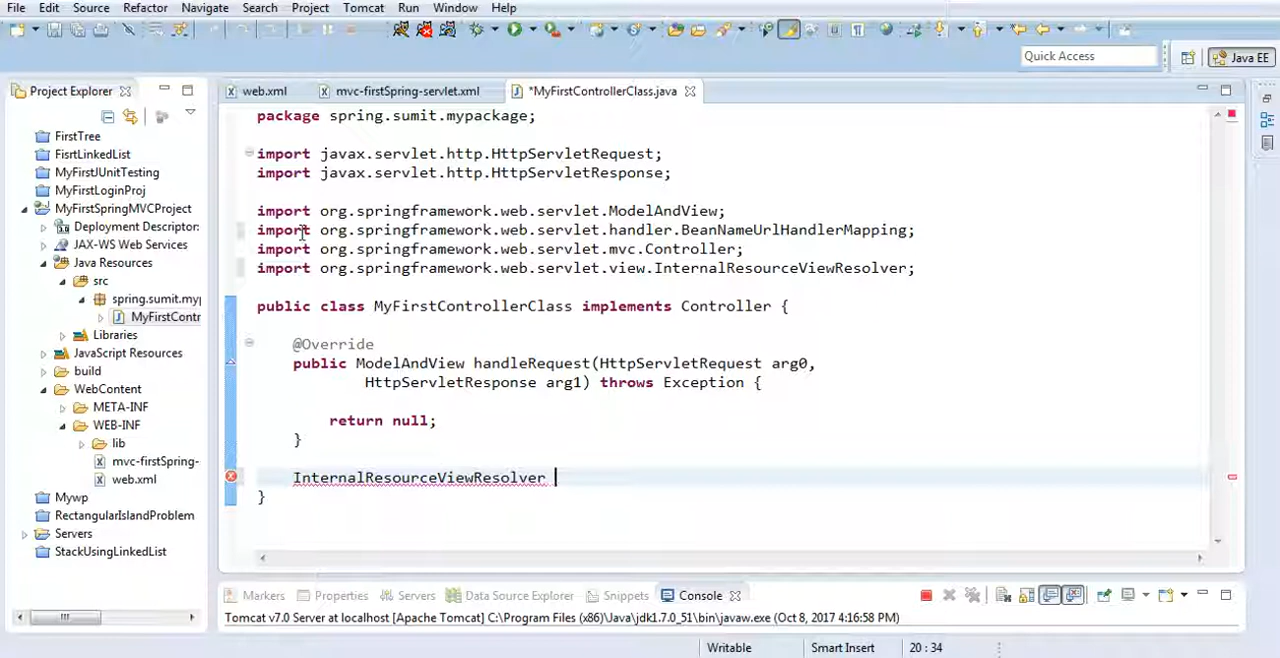 File Edit Source Refactor Navigate Search Project Tomcat Run Window Help
Quick Access
Java EE
Project Explorer
web.xml
mvc-firstSpring-servlet.xml
*MyFirstControllerClass.java
FirstTree
FisrtLinkedList
MyFirstJUnitTesting
MyFirstLoginProj
MyFirstSpringMVCProject
Deployment Descriptor:
JAX-WS Web Services
Java Resources
src
spring.sumit.myp
MyFirstContr
Libraries
JavaScript Resources
build
WebContent
META-INF
WEB-INF
lib
mvc-firstSpring-
web.xml
Mywp
RectangularIslandProblem
Servers
StackUsingLinkedList
package spring.sumit.mypackage;
import javax.servlet.http.HttpServletRequest;
import javax.servlet.http.HttpServletResponse;
import org.springframework.web.servlet.ModelAndView;
import org.springframework.web.servlet.handler.BeanNameUrlHandlerMapping;
import org.springframework.web.servlet.mvc.Controller;
import org.springframework.web.servlet.view.InternalResourceViewResolver;
public class MyFirstControllerClass implements Controller {
@Override
public ModelAndView handleRequest(HttpServletRequest arg0,
HttpServletResponse arg1) throws Exception {
return null;
}
InternalResourceViewResolver
}
Markers
Propertie
Servers
Data Source Explorer
Snippets
Console
Tomcat v7.0 Server at localhost [Apache Tomcat] C:\Program Files (x86)\Java\jdk1.7.0_51\bin\javaw.exe (Oct 8, 2017 4:16:58 PM)
Writable
Smart Insert
20 : 34